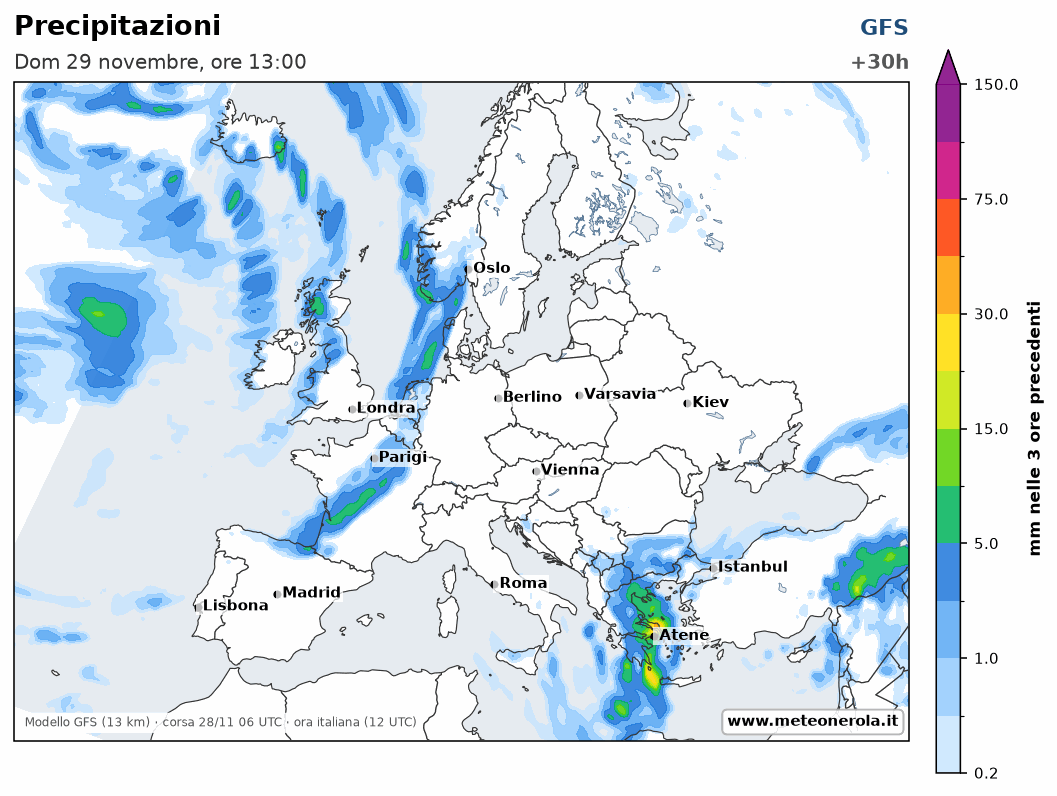 Precipitazioni
GFS
Dom 29 novembre, ore 13:00
+30h
150.0
75.0
30.0
15.0
5.0
1.0
0.2
mm nelle 3 ore precedenti
Oslo
Berlino
Varsavia
Kiev
Londra
Parigi
Vienna
Istanbul
Roma
Madrid
Lisbona
Atene
Modello GFS (13 km) · corsa 28/11 06 UTC · ora italiana (12 UTC)
www.meteonerola.it